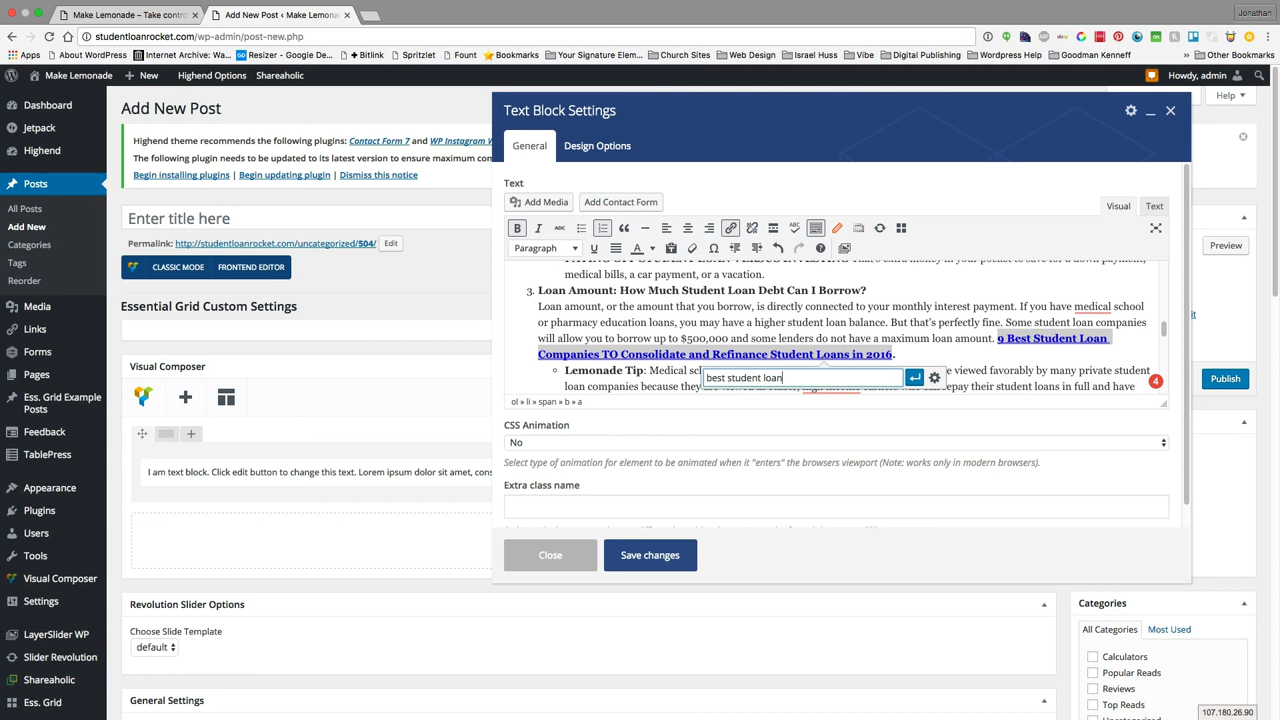 Make Lemonade – Take contro
Add New Post ‹ Make Lemona
Jonathan
studentloanrocket.com/wp-admin/post-new.php
Apps
About WordPress
Internet Archive: Wa...
Resizer - Google De...
+ Bitlink
Spritzlet
Fount
Bookmarks
Your Signature Elem...
Church Sites
Web Design
Israel Huss
Vibe
Digital Publishing
Wordpress Help
Goodman Kenneff
Other Bookmarks
Make Lemonade
New
Highend Options
Shareaholic
Howdy, admin
Dashboard
Jetpack
Highend
Posts
All Posts
Add New
Categories
Tags
Reorder
Media
Links
Forms
Pages
Ess. Grid Example
Posts
Feedback
TablePress
Appearance
Plugins
Users
Tools
Visual Composer
Settings
LayerSlider WP
Slider Revolution
Shareaholic
Ess. Grid
Add New Post
Help
Highend theme recommends the following plugins: Contact Form 7 and WP Instagram W
The following plugin needs to be updated to its latest version to ensure maximum com
Begin installing plugins | Begin updating plugin | Dismiss this notice
Enter title here
Permalink: http://studentloanrocket.com/uncategorized/504/ Edit
CLASSIC MODE
FRONTEND EDITOR
Essential Grid Custom Settings
Visual Composer
I am text block. Click edit button to change this text. Lorem ipsum dolor sit amet, cons
Revolution Slider Options
Choose Slide Template
default
General Settings
Text Block Settings
General
Design Options
Text
Add Media
Add Contact Form
Visual
Text
Paragraph
medical bills, a car payment, or a vacation.
3. Loan Amount: How Much Student Loan Debt Can I Borrow?
Loan amount, or the amount that you borrow, is directly connected to your monthly interest payment. If you have medical school
or pharmacy education loans, you may have a higher student loan balance. But that's perfectly fine. Some student loan companies
will allow you to borrow up to $500,000 and some lenders do not have a maximum loan amount. 9 Best Student Loan
Companies TO Consolidate and Refinance Student Loans in 2016.
Lemonade Tip: Medical sc
best student loan
e viewed favorably by many private student
loan companies because they
repay their student loans in full and have
4
ol » li » span » b » a
CSS Animation
No
Select type of animation for element to be animated when it "enters" the browsers viewport (Note: works only in modern browsers).
Extra class name
Close
Save changes
Preview
Publish
Categories
All Categories
Most Used
Calculators
Popular Reads
Reviews
Top Reads
107.180.26.90